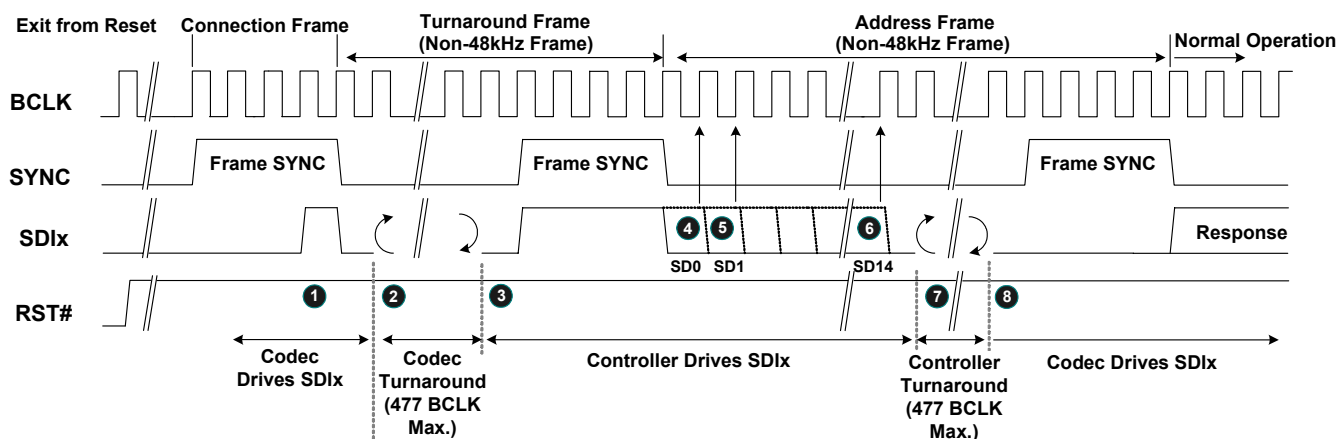 Exit from Reset
Connection Frame
Turnaround Frame
(Non-48kHz Frame)
Address Frame
(Non-48kHz Frame)
Normal Operation
BCLK
SYNC
Frame SYNC
Frame SYNC
Frame SYNC
SDIx
4
5
6
Response
SD0
SD1
SD14
RST#
1
2
3
7
8
Codec
Drives SDIx
Codec
Turnaround
(477 BCLK
Max.)
Controller Drives SDIx
Controller
Turnaround
(477 BCLK
Max.)
Codec Drives SDIx